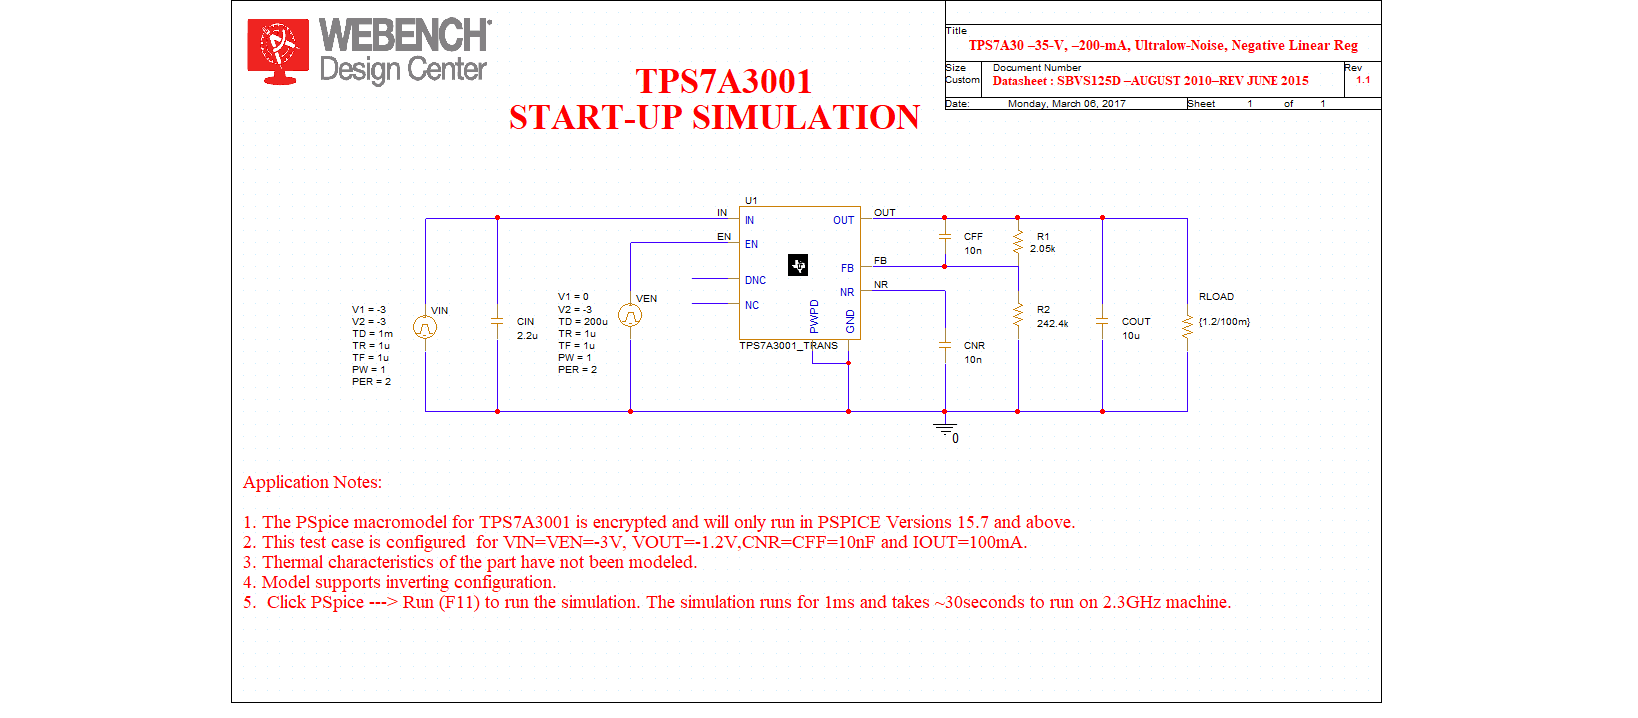 WEBENCH
Design Center
TPS7A3001
START-UP SIMULATION
Title
TPS7A30 –35-V, –200-mA, Ultralow-Noise, Negative Linear Reg
Size
Custom
Document Number
Datasheet : SBVS125D –AUGUST 2010–REV JUNE 2015
Rev
1.1
Date:
Monday, March 06, 2017
Sheet
1
of
1
U1
IN
EN
IN
EN
DNC
NC
OUT
FB
NR
PWPD
GND
TPS7A3001_TRANS
OUT
FB
NR
V1 = -3
V2 = -3
TD = 1m
TR = 1u
TF = 1u
PW = 1
PER = 2
VIN
CIN
2.2u
V1 = 0
V2 = -3
TD = 200u
TR = 1u
TF = 1u
PW = 1
PER = 2
VEN
CFF
10n
R1
2.05k
R2
242.4k
CNR
10n
COUT
10u
RLOAD
{1.2/100m}
0
Application Notes:
1. The PSpice macromodel for TPS7A3001 is encrypted and will only run in PSPICE Versions 15.7 and above.
2. This test case is configured  for VIN=VEN=-3V, VOUT=-1.2V,CNR=CFF=10nF and IOUT=100mA.
3. Thermal characteristics of the part have not been modeled.
4. Model supports inverting configuration.
5.  Click PSpice ---> Run (F11) to run the simulation. The simulation runs for 1ms and takes ~30seconds to run on 2.3GHz machine.